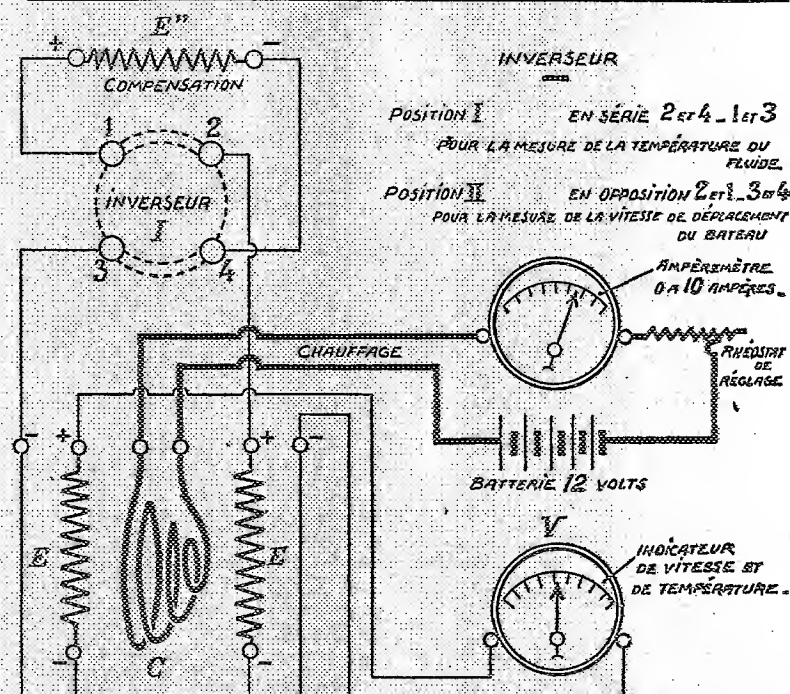 E"
+ -
COMPENSATION
1 2
INVERSEUR
I
3 4
INVERSEUR
POSITION I EN SÉRIE 2 ET 4 _ 1 ET 3
POUR LA MESURE DE LA TEMPÉRATURE DU
FLUIDE.
POSITION II EN OPPOSITION 2 ET 1 _ 3 ET 4
POUR LA MESURE DE LA VITESSE DE DÉPLACEMENT
DU BATEAU
AMPÈREMÈTRE
0 A 10 AMPÈRES.
CHAUFFAGE
RHÉOSTAT
DE
RÉGLAGE
BATTERIE 12 VOLTS
- + + -
E C E
- -
V
INDICATEUR
DE VITESSE ET
DE TEMPÉRATURE.